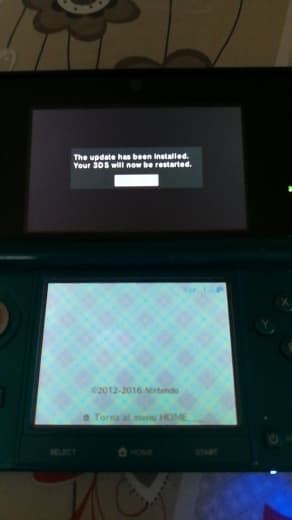 The update has been installed.
Your 3DS will now be restarted.
©2012-2016 Nintendo
Torna al menu HOME
X
Y
SELECT
HOME
START